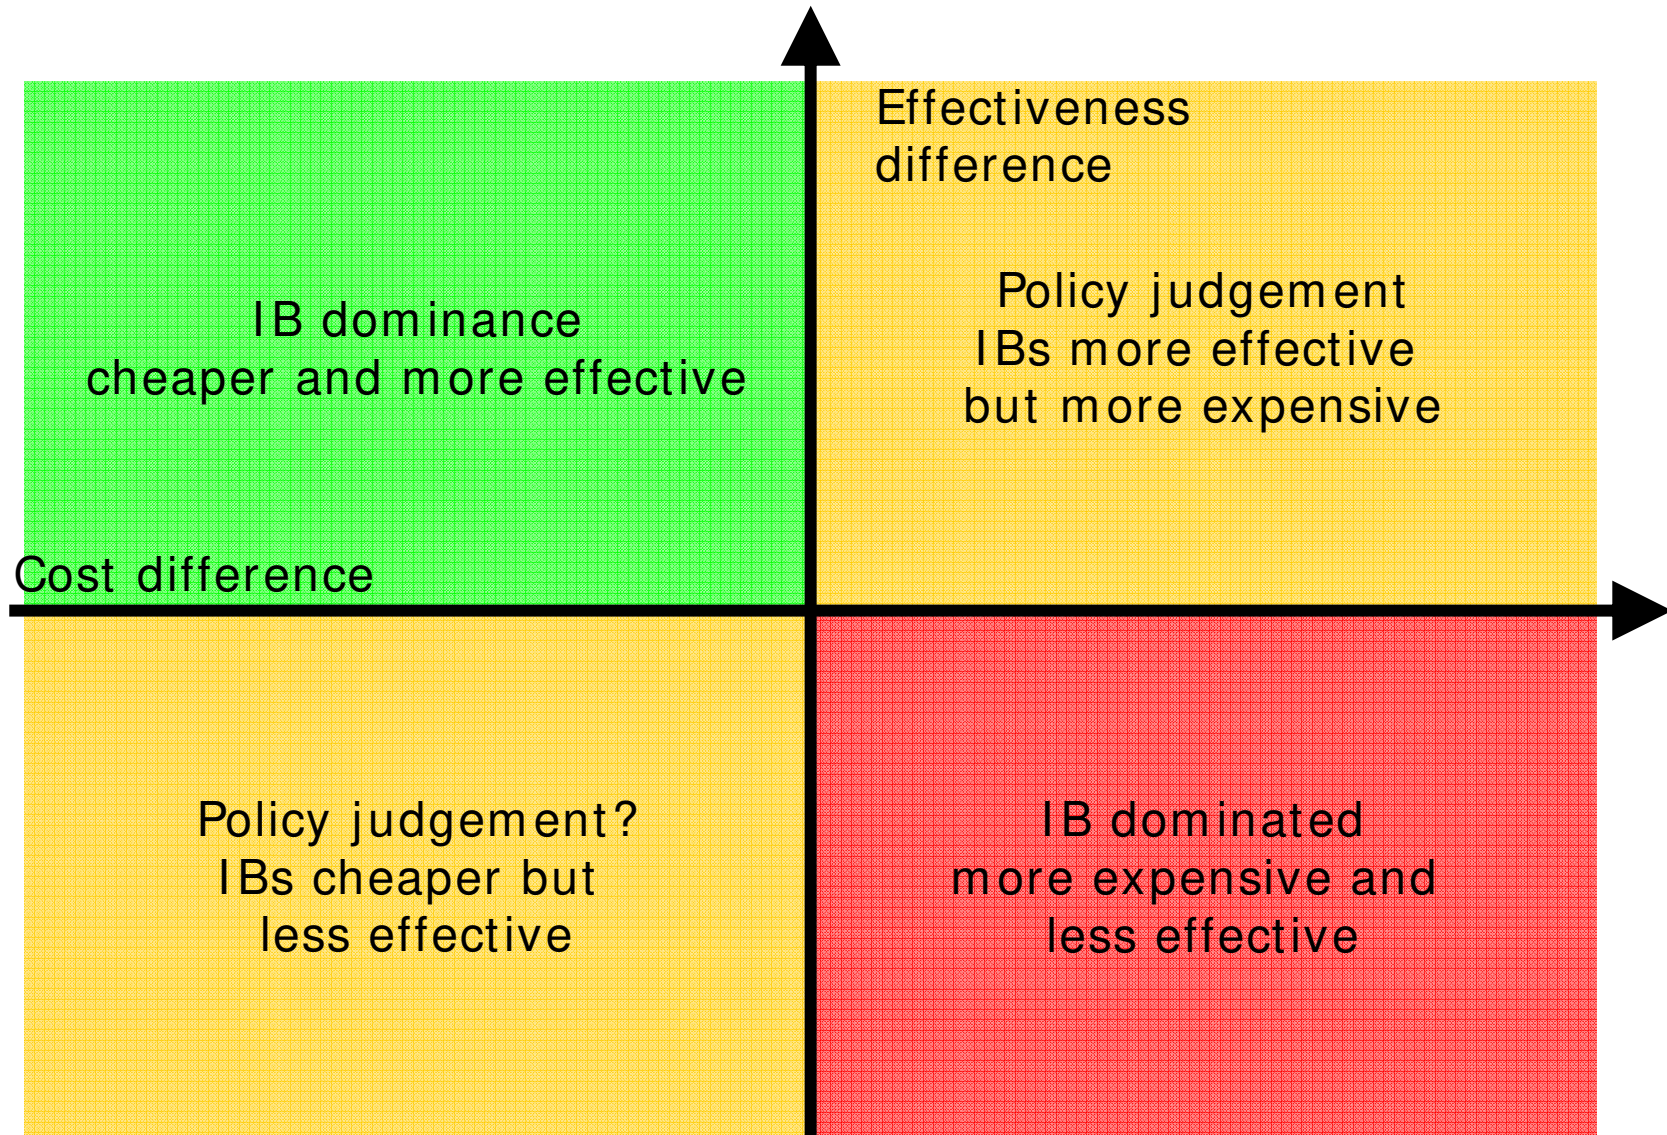 Effectiveness
difference
IB dominance
cheaper and more effective
Policy judgement
IBs more effective
but more expensive
Cost difference
Policy judgement?
IBs cheaper but
less effective
IB dominated
more expensive and
less effective